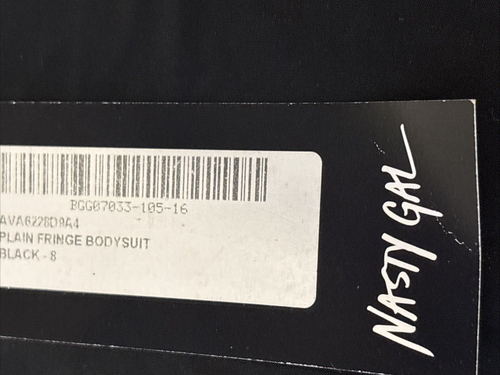 BGG07033-105-16
AVA6228D9A4
PLAIN FRINGE BODYSUIT
BLACK - 8
NASTY GAL